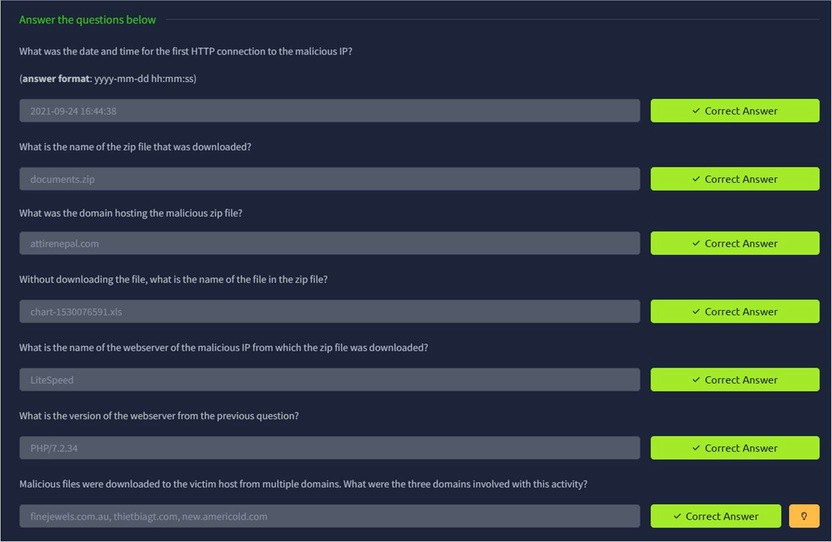 Answer the questions below
What was the date and time for the first HTTP connection to the malicious IP?
(answer format: yyyy-mm-dd hh:mm:ss)
2021-09-24 16:44:38
Correct Answer
What is the name of the zip file that was downloaded?
documents.zip
Correct Answer
What was the domain hosting the malicious zip file?
attirenepal.com
Correct Answer
Without downloading the file, what is the name of the file in the zip file?
chart-1530076591.xls
Correct Answer
What is the name of the webserver of the malicious IP from which the zip file was downloaded?
LiteSpeed
Correct Answer
What is the version of the webserver from the previous question?
PHP/7.2.34
Correct Answer
Malicious files were downloaded to the victim host from multiple domains. What were the three domains involved with this activity?
finejewels.com.au, thietbiagt.com, new.americold.com
Correct Answer